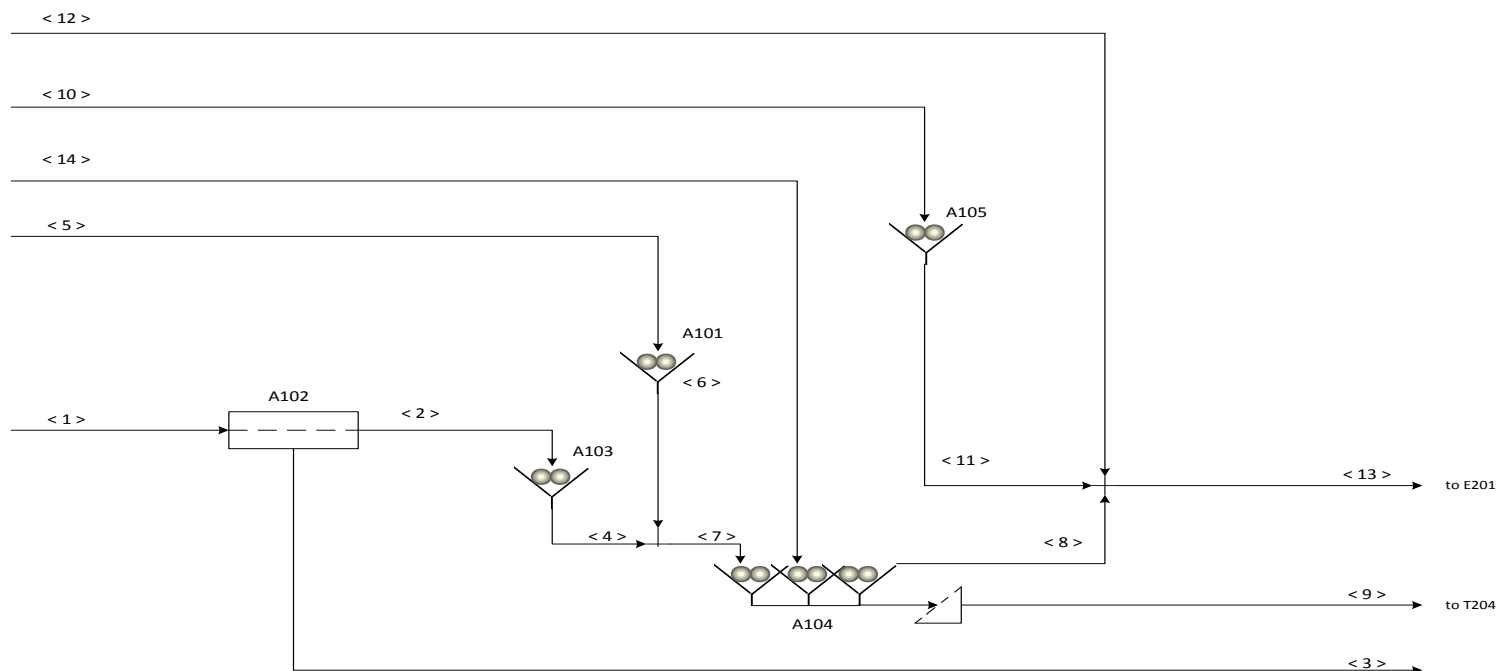 < 12 >
< 10 >
< 14 >
A105
< 5 >
A101
< 6 >
A102
< 1 >
< 2 >
A103
< 11 >
< 13 >
to E201
< 4 >
< 7 >
< 8 >
< 9 >
to T204
A104
< 3 >